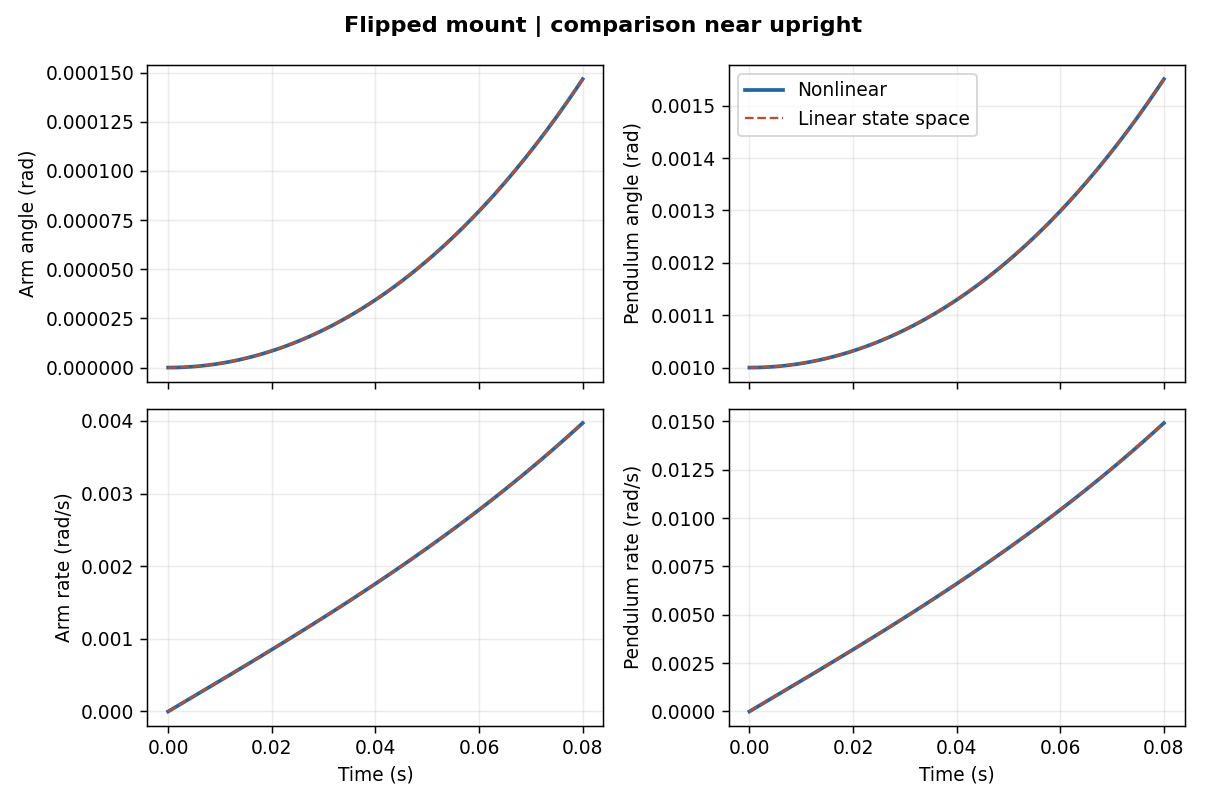 Flipped mount | comparison near upright
Arm angle (rad)
0.000150
0.000125
0.000100
0.000075
0.000050
0.000025
0.000000
Pendulum angle (rad)
0.0015
0.0014
0.0013
0.0012
0.0011
0.0010
Nonlinear
Linear state space
Arm rate (rad/s)
0.004
0.003
0.002
0.001
0.000
0.00 0.02 0.04 0.06 0.08
Time (s)
Pendulum rate (rad/s)
0.0150
0.0125
0.0100
0.0075
0.0050
0.0025
0.0000
0.00 0.02 0.04 0.06 0.08
Time (s)